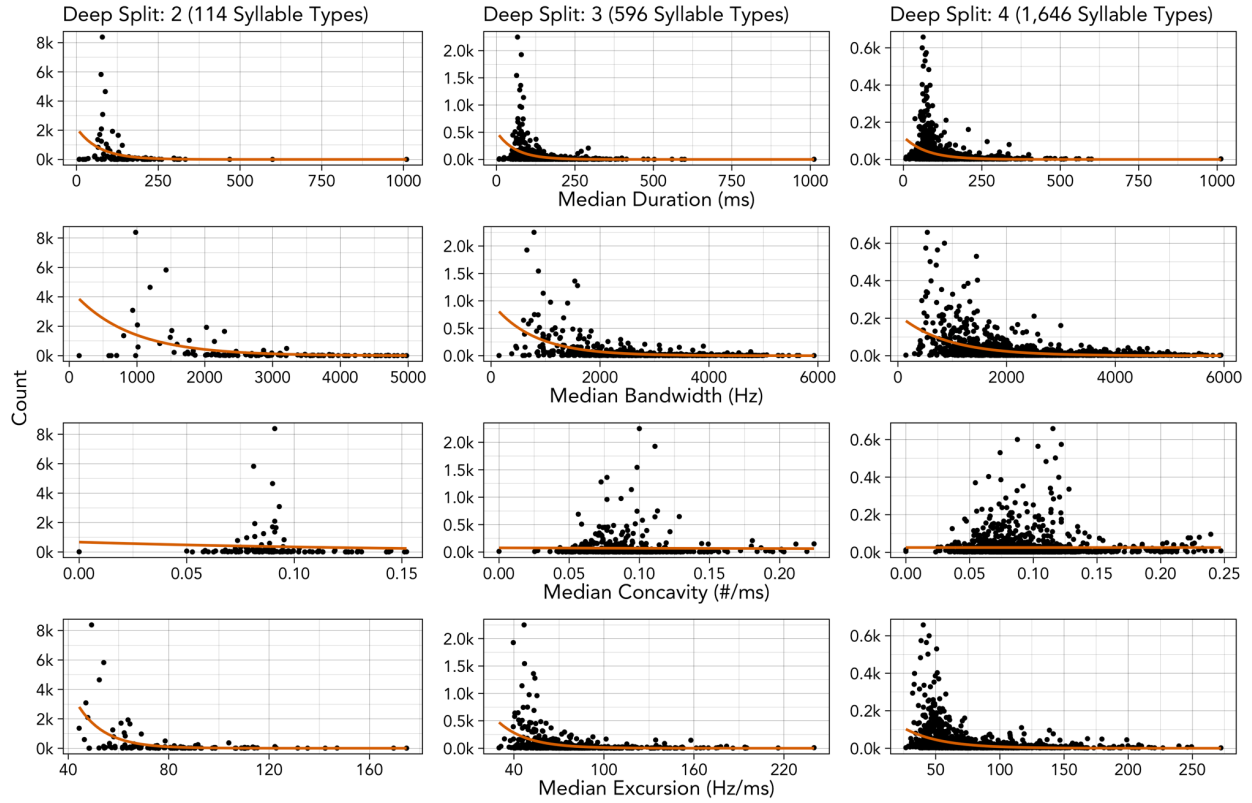 Deep Split: 2 (114 Syllable Types)
Deep Split: 3 (596 Syllable Types)
Deep Split: 4 (1,646 Syllable Types)
8k
6k
4k
2k
0k
0
250
500
750
1000
2.0k
1.5k
1.0k
0.5k
0.0k
0
250
500
750
1000
0.6k
0.4k
0.2k
0.0k
0
250
500
750
1000
Median Duration (ms)
8k
6k
4k
2k
0k
0
1000
2000
3000
4000
5000
2.0k
1.5k
1.0k
0.5k
0.0k
0
2000
4000
6000
0.6k
0.4k
0.2k
0.0k
0
2000
4000
6000
Median Bandwidth (Hz)
Count
8k
6k
4k
2k
0k
0.00
0.05
0.10
0.15
2.0k
1.5k
1.0k
0.5k
0.0k
0.00
0.05
0.10
0.15
0.20
0.6k
0.4k
0.2k
0.0k
0.00
0.05
0.10
0.15
0.20
0.25
Median Concavity (#/ms)
8k
6k
4k
2k
0k
40
80
120
160
2.0k
1.5k
1.0k
0.5k
0.0k
40
100
160
220
0.6k
0.4k
0.2k
0.0k
50
100
150
200
250
Median Excursion (Hz/ms)